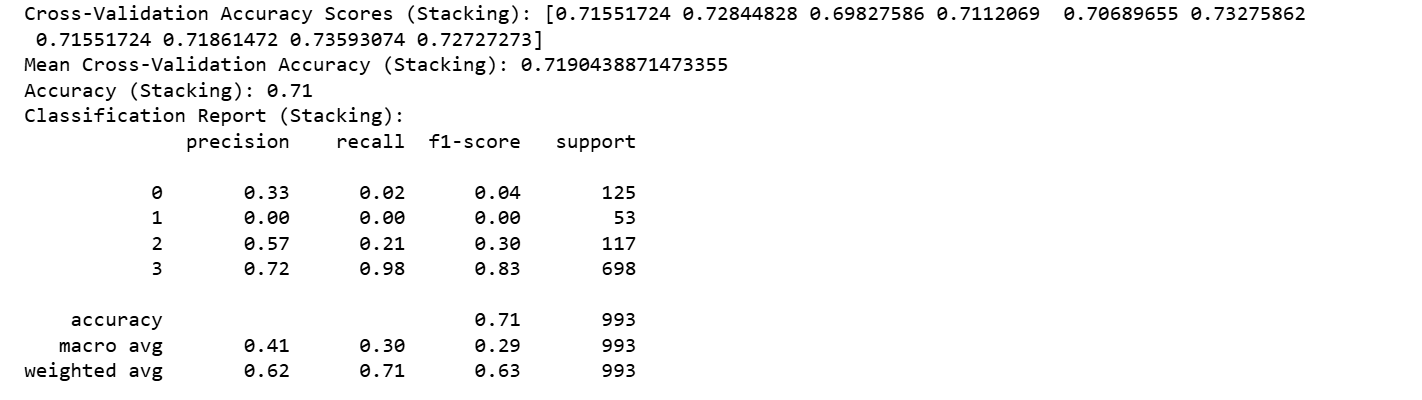 Cross-Validation Accuracy Scores (Stacking): [0.71551724 0.72844828 0.69827586 0.7112069  0.70689655 0.73275862
 0.71551724 0.71861472 0.73593074 0.72727273]
Mean Cross-Validation Accuracy (Stacking): 0.7190438871473355
Accuracy (Stacking): 0.71
Classification Report (Stacking):
              precision    recall  f1-score   support
           0       0.33      0.02      0.04       125
           1       0.00      0.00      0.00        53
           2       0.57      0.21      0.30       117
           3       0.72      0.98      0.83       698
    accuracy                           0.71       993
   macro avg       0.41      0.30      0.29       993
weighted avg       0.62      0.71      0.63       993